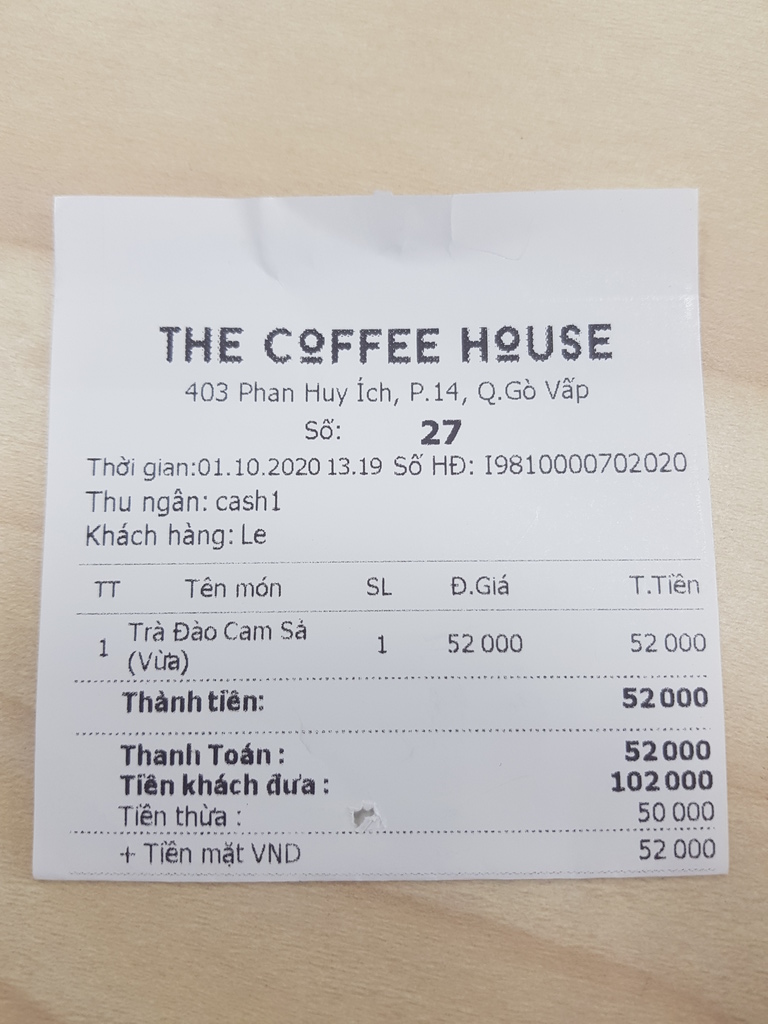 THE COFFEE HOUSE
403 Phan Huy Ích, P.14, Q.Gò Vấp
Số: 27
Thời gian:01.10.2020 13.19 Số HĐ: I9810000702020
Thu ngân: cash1
Khách hàng: Le
TT Tên món SL Đ.Giá T.Tiền
1 Trà Đào Cam Sả 1 52 000 52 000
(Vừa)
Thành tiền: 52 000
Thanh Toán : 52 000
Tiền khách đưa : 102 000
Tiền thừa : 50 000
+ Tiền mặt VND 52 000